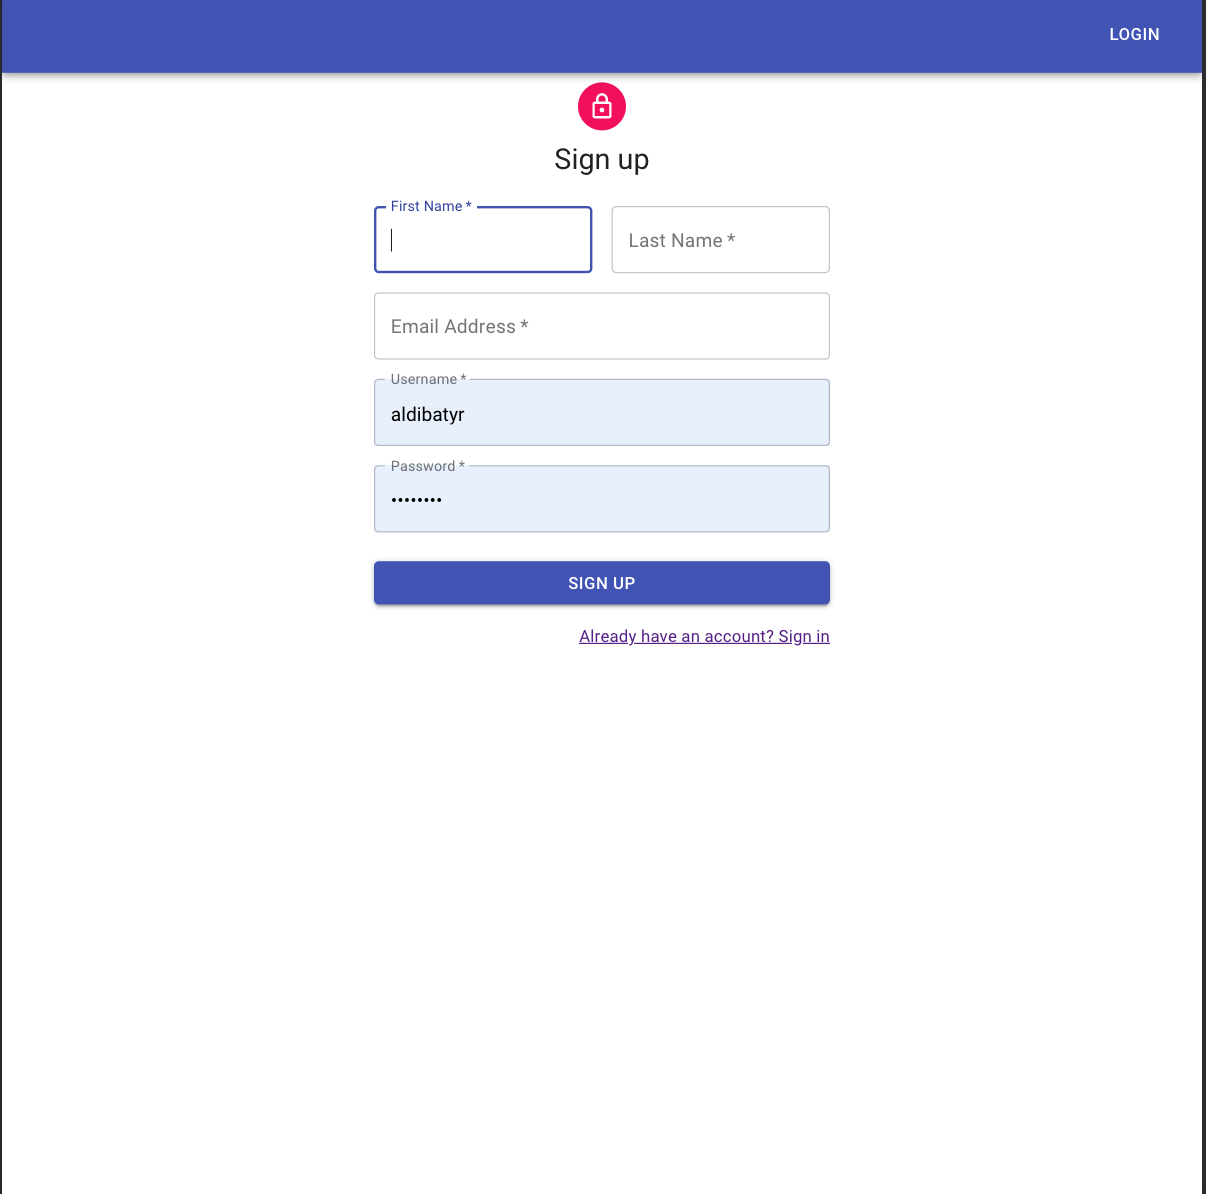 LOGIN
Sign up
First Name *
Last Name *
Email Address *
Username *
aldibatyr
Password *
••••••••
SIGN UP
Already have an account? Sign in